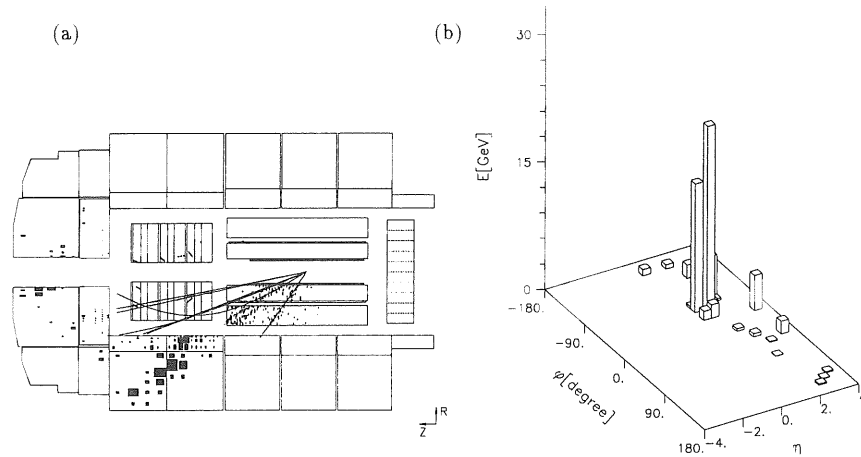 (a)
(b)
30
15
0
E[GeV]
-180.
-90.
0.
90.
180.
φ[degree]
-4.
-2.
0.
2.
η
R
Z